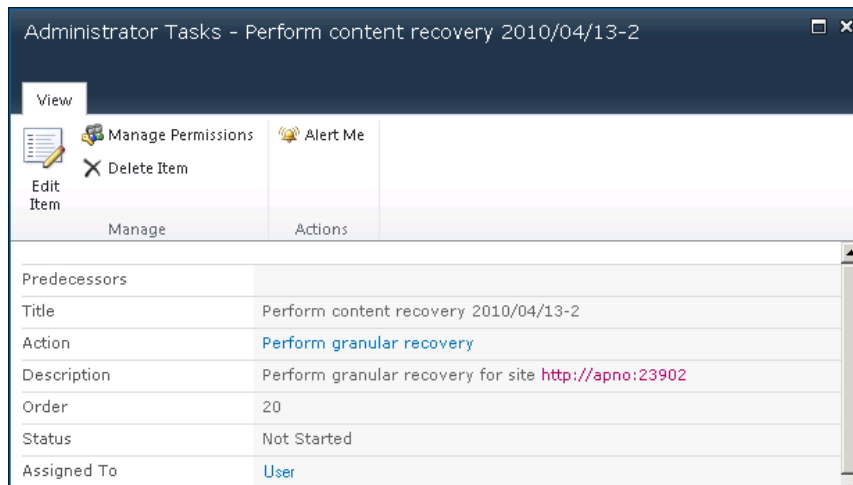 Administrator Tasks - Perform content recovery 2010/04/13-2
View
Edit Item
Manage Permissions
Delete Item
Manage
Alert Me
Actions
Predecessors
Title Perform content recovery 2010/04/13-2
Action Perform granular recovery
Description Perform granular recovery for site http://apno:23902
Order 20
Status Not Started
Assigned To User